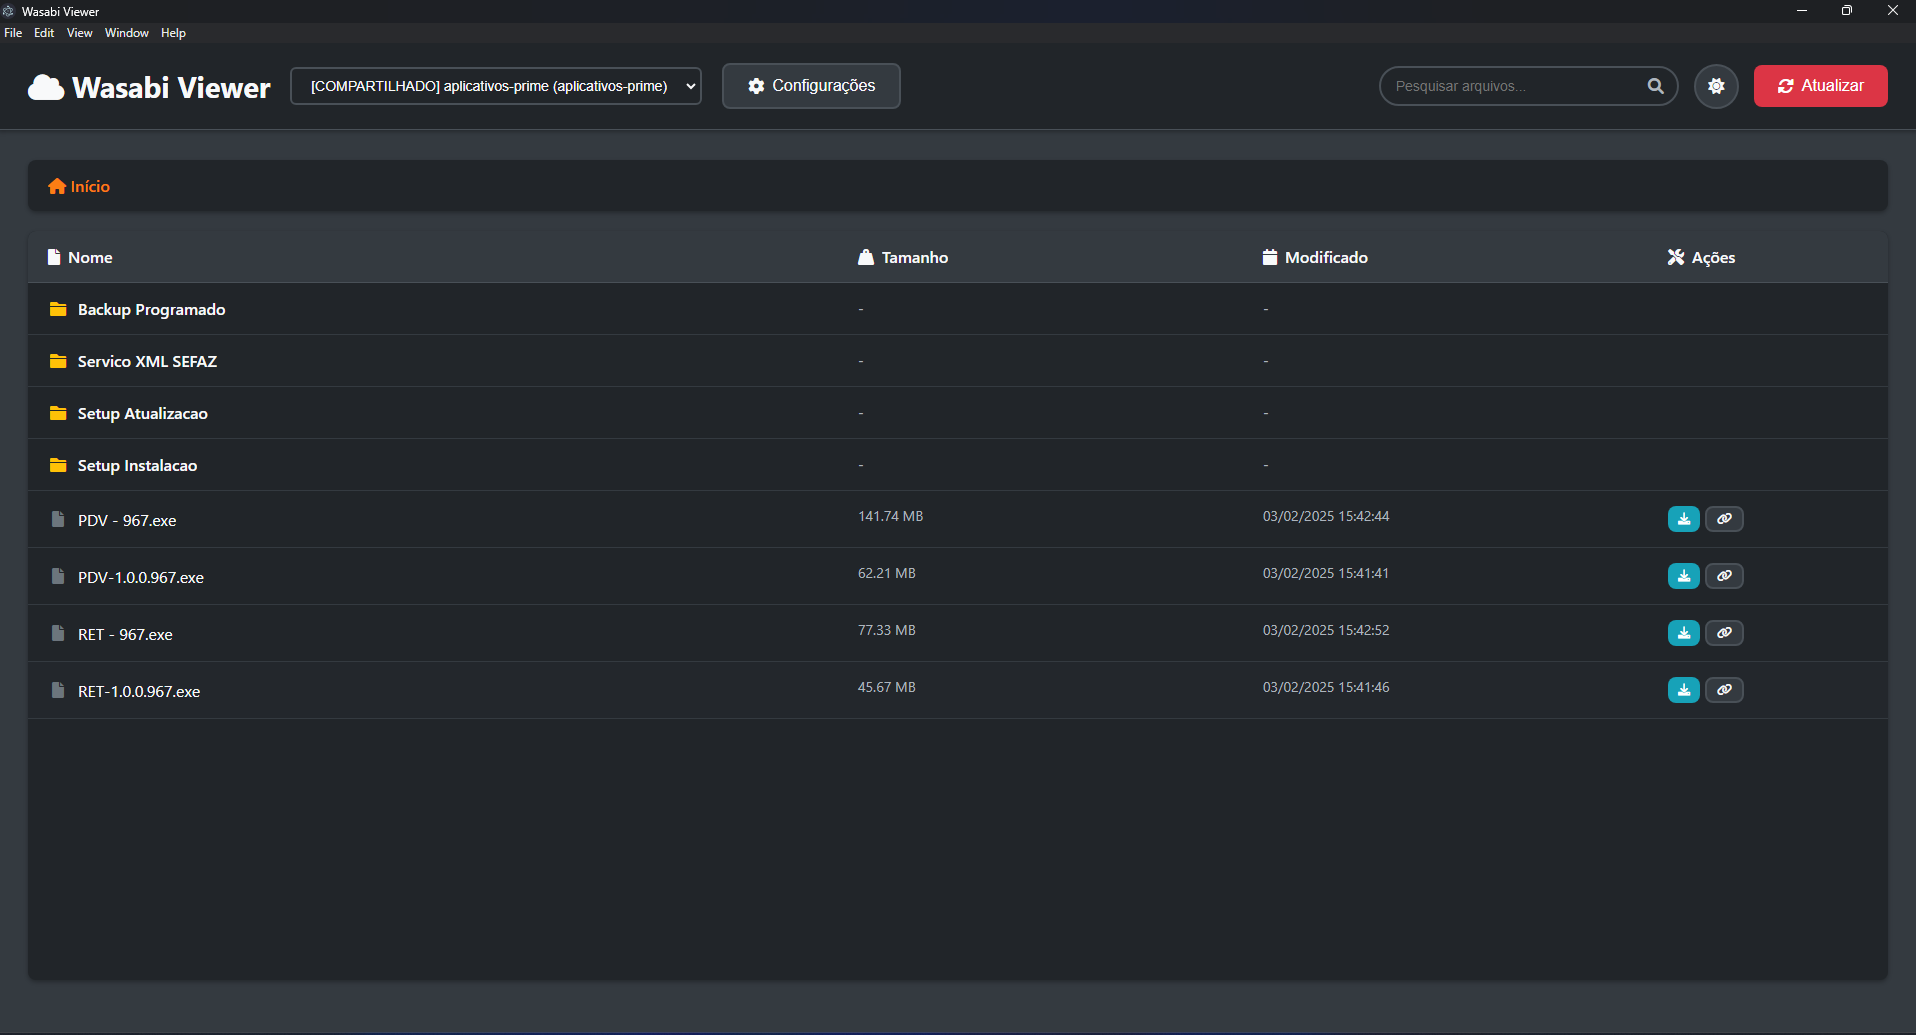 Wasabi Viewer
File Edit View Window Help
Wasabi Viewer [COMPARTILHADO] aplicativos-prime (aplicativos-prime) Configurações Pesquisar arquivos... Atualizar
Início
Nome Tamanho Modificado Ações
Backup Programado - -
Servico XML SEFAZ - -
Setup Atualizacao - -
Setup Instalacao - -
PDV - 967.exe 141.74 MB 03/02/2025 15:42:44
PDV-1.0.0.967.exe 62.21 MB 03/02/2025 15:41:41
RET - 967.exe 77.33 MB 03/02/2025 15:42:52
RET-1.0.0.967.exe 45.67 MB 03/02/2025 15:41:46